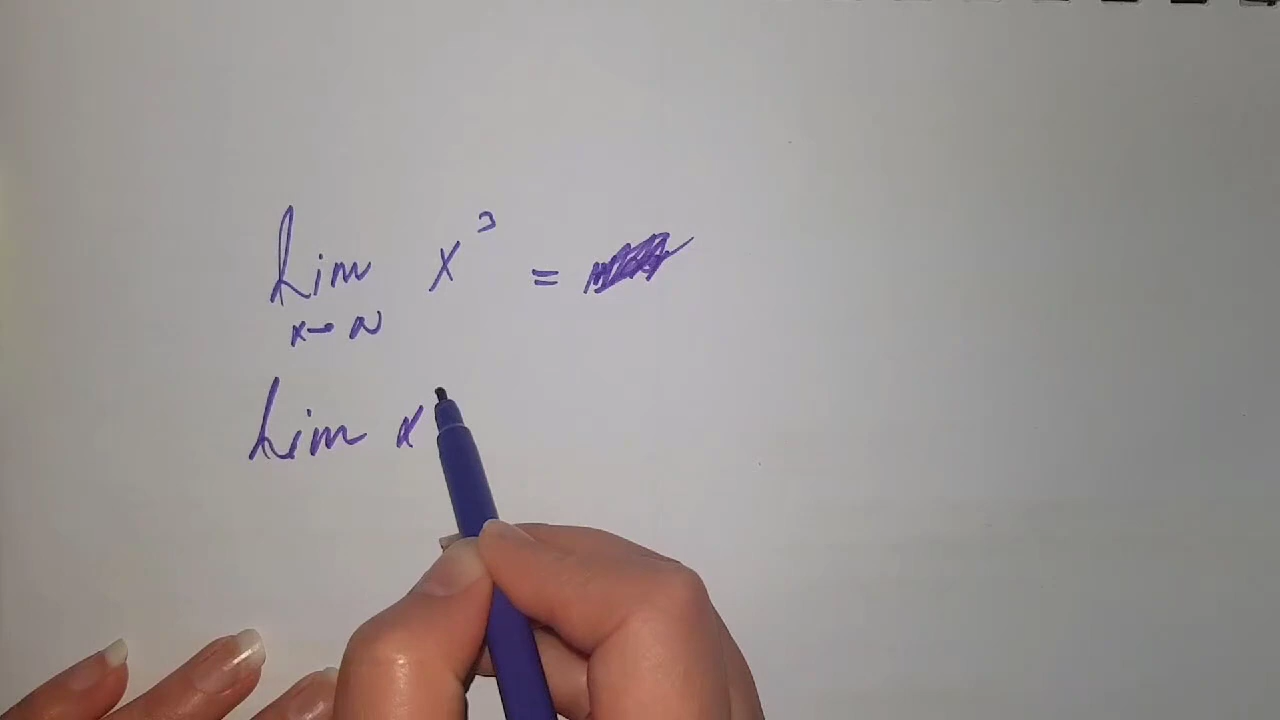 lim x³ =
x→∞
lim x